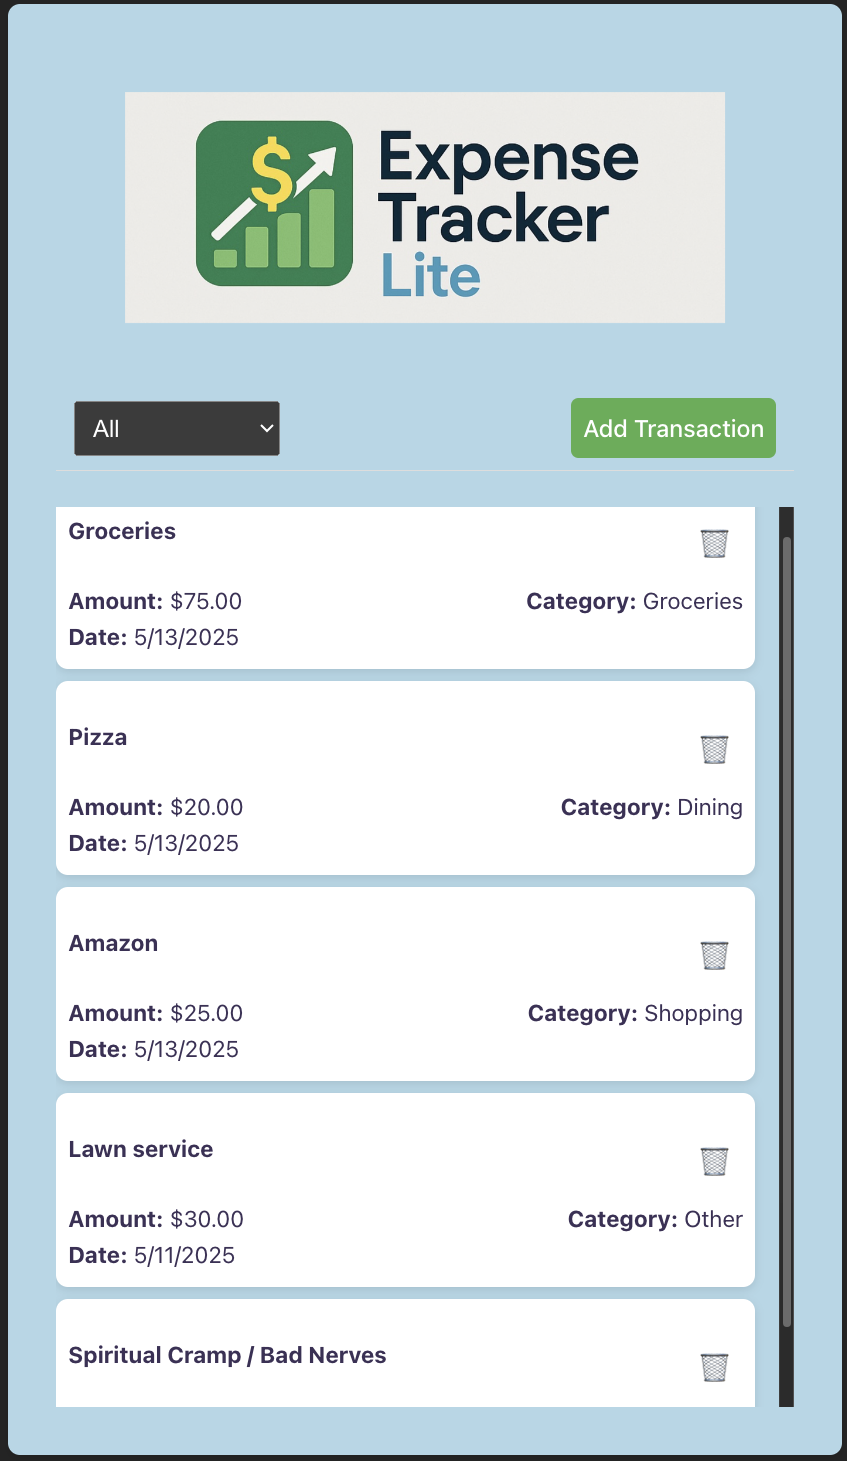 $
Expense
Tracker
Lite
All
Add Transaction
Groceries
Amount: $75.00 Category: Groceries
Date: 5/13/2025
Pizza
Amount: $20.00 Category: Dining
Date: 5/13/2025
Amazon
Amount: $25.00 Category: Shopping
Date: 5/13/2025
Lawn service
Amount: $30.00 Category: Other
Date: 5/11/2025
Spiritual Cramp / Bad Nerves